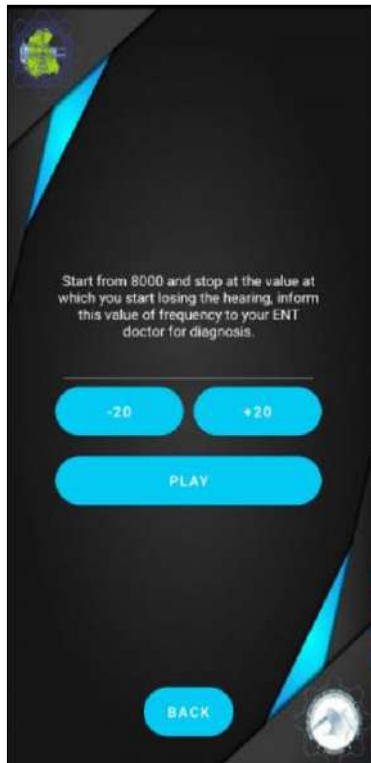 Start from 8000 and stop at the value at
which you start losing the hearing, inform
this value of frequency to your ENT
doctor for diagnosis.
-20 +20
PLAY
BACK